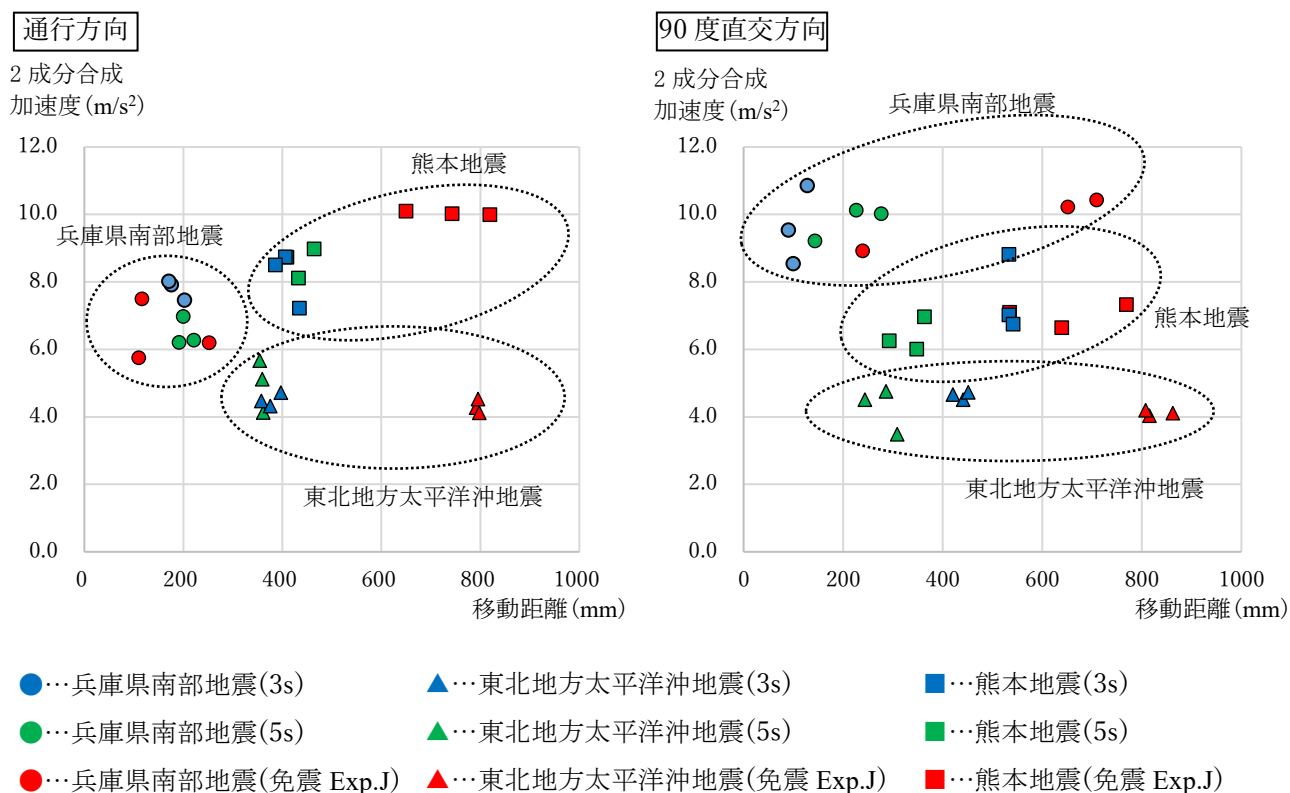 通行方向
2 成分合成
加速度(m/s²)
熊本地震
兵庫県南部地震
東北地方太平洋沖地震
12.0
10.0
8.0
6.0
4.0
2.0
0.0
0 200 400 600 800 1000
移動距離(mm)
90 度直交方向
2 成分合成
加速度(m/s²)
兵庫県南部地震
熊本地震
東北地方太平洋沖地震
12.0
10.0
8.0
6.0
4.0
2.0
0.0
0 200 400 600 800 1000
移動距離(mm)
●…兵庫県南部地震(3s) ▲…東北地方太平洋沖地震(3s) ■…熊本地震(3s)
●…兵庫県南部地震(5s) ▲…東北地方太平洋沖地震(5s) ■…熊本地震(5s)
●…兵庫県南部地震(免震 Exp.J) ▲…東北地方太平洋沖地震(免震 Exp.J) ■…熊本地震(免震 Exp.J)